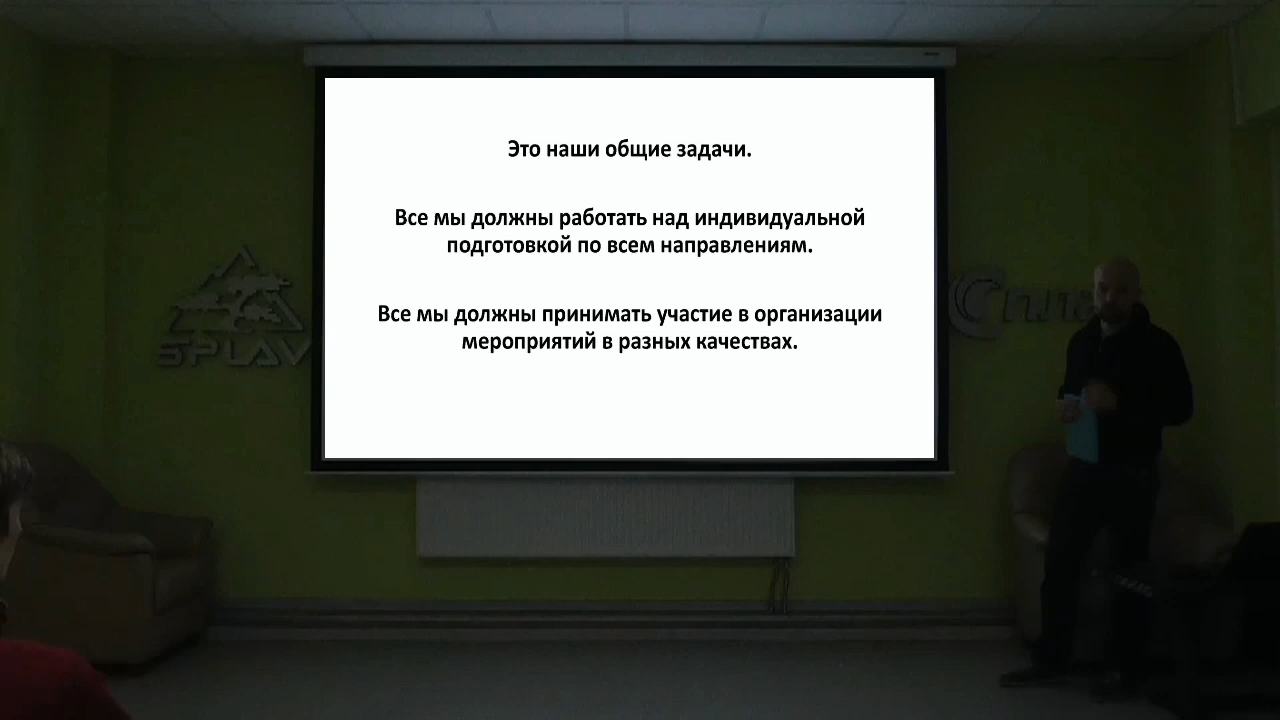 Это наши общие задачи.
Все мы должны работать над индивидуальной
подготовкой по всем направлениям.
Все мы должны принимать участие в организации
мероприятий в разных качествах.
SPLAV